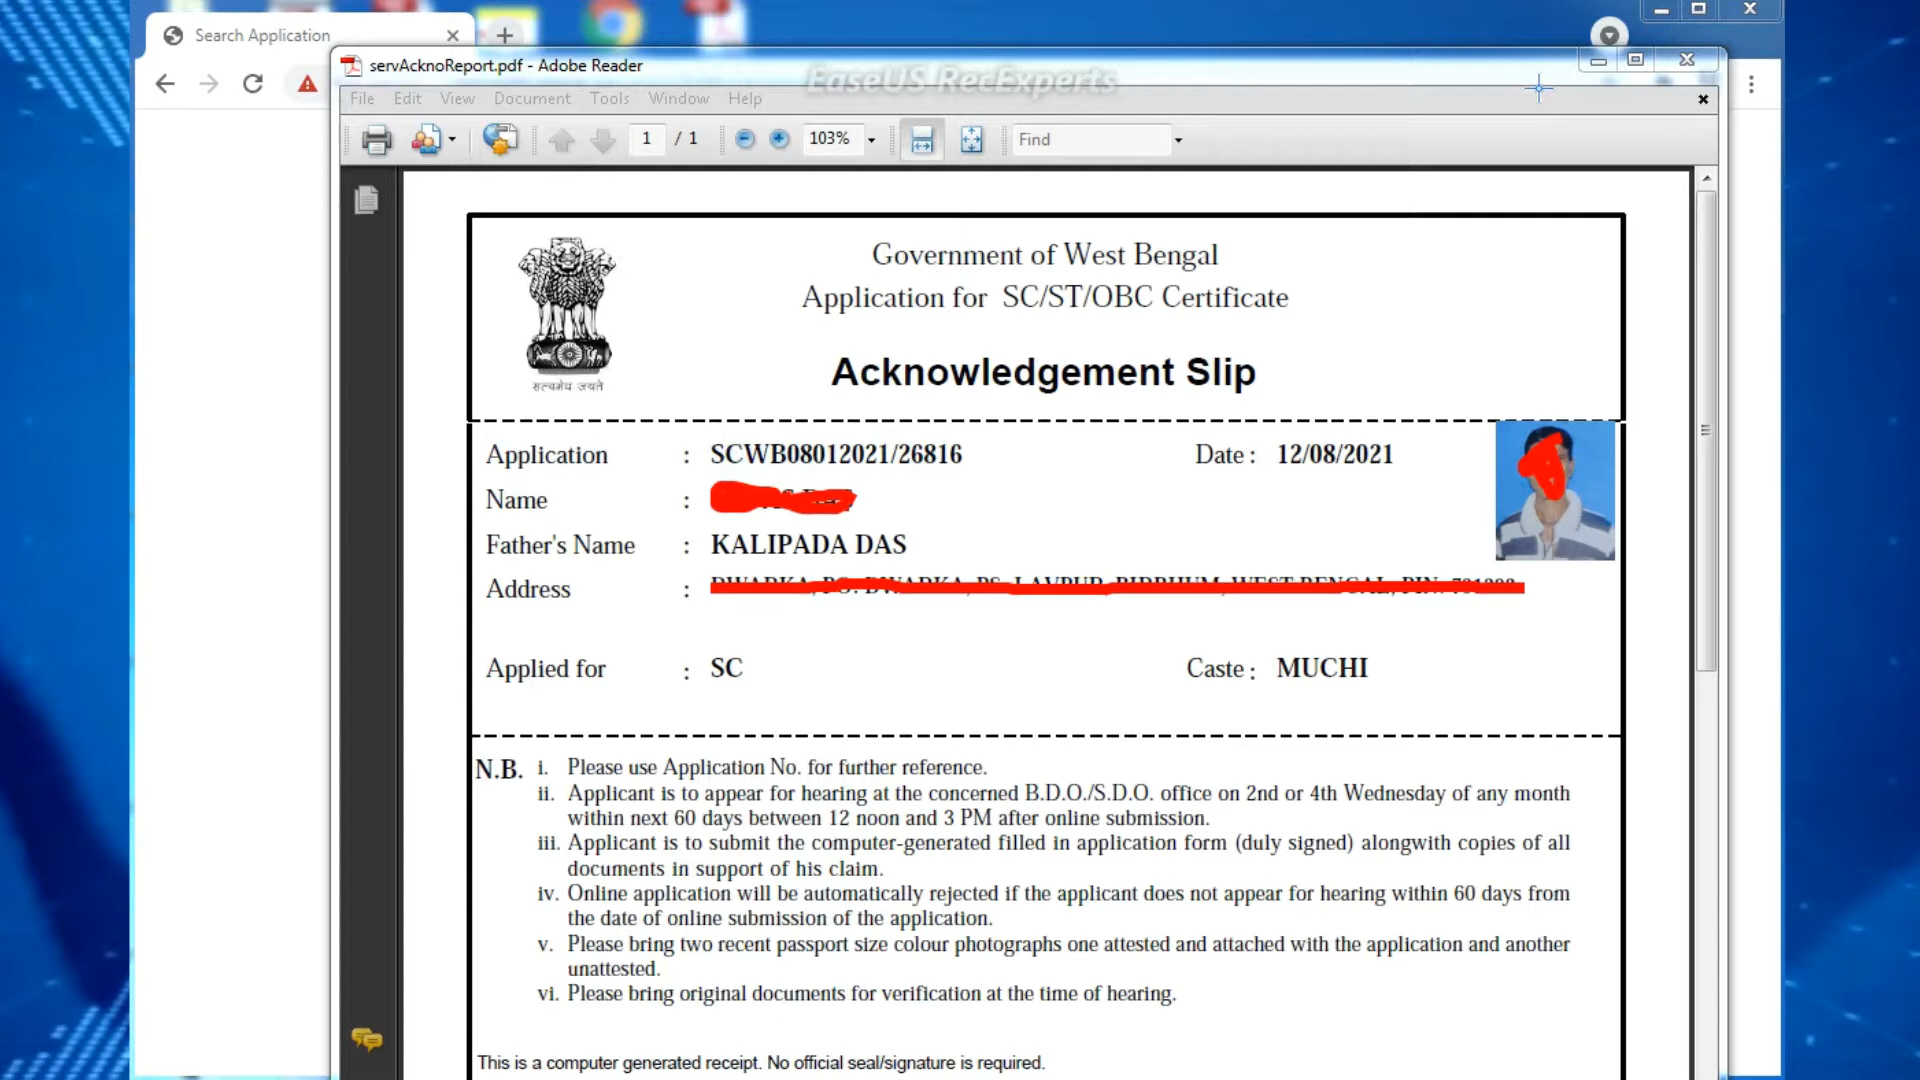 Search Application
servAcknoReport.pdf - Adobe Reader
EaseUS RecExperts
File Edit View Document Tools Window Help
1 / 1 103% Find
Government of West Bengal
Application for SC/ST/OBC Certificate
सत्यमेव जयते
Acknowledgement Slip
Application : SCWB08012021/26816 Date : 12/08/2021
Name :
Father's Name : KALIPADA DAS
Address :
Applied for : SC Caste : MUCHI
N.B. i. Please use Application No. for further reference.
ii. Applicant is to appear for hearing at the concerned B.D.O./S.D.O. office on 2nd or 4th Wednesday of any month
within next 60 days between 12 noon and 3 PM after online submission.
iii. Applicant is to submit the computer-generated filled in application form (duly signed) alongwith copies of all
documents in support of his claim.
iv. Online application will be automatically rejected if the applicant does not appear for hearing within 60 days from
the date of online submission of the application.
v. Please bring two recent passport size colour photographs one attested and attached with the application and another
unattested.
vi. Please bring original documents for verification at the time of hearing.
This is a computer generated receipt. No official seal/signature is required.